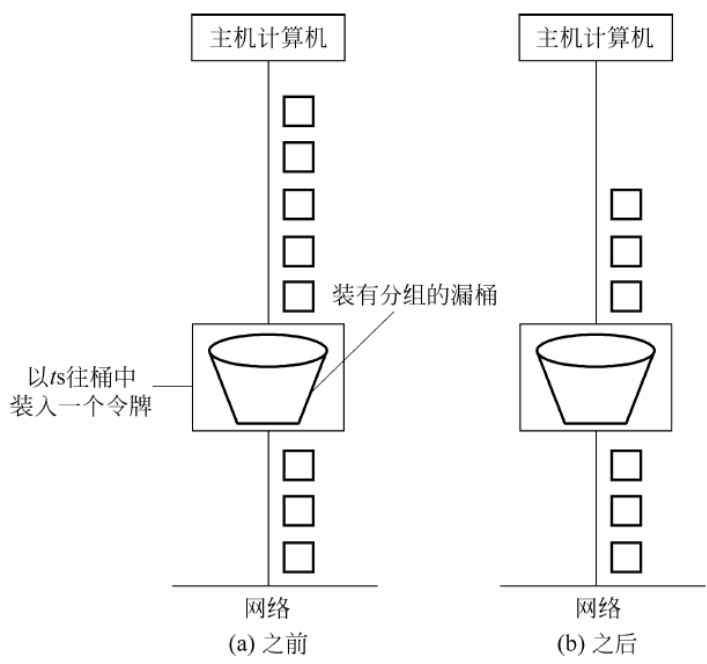 主机计算机
主机计算机
装有分组的漏桶
以ts往桶中
装入一个令牌
网络
网络
(a) 之前
(b) 之后